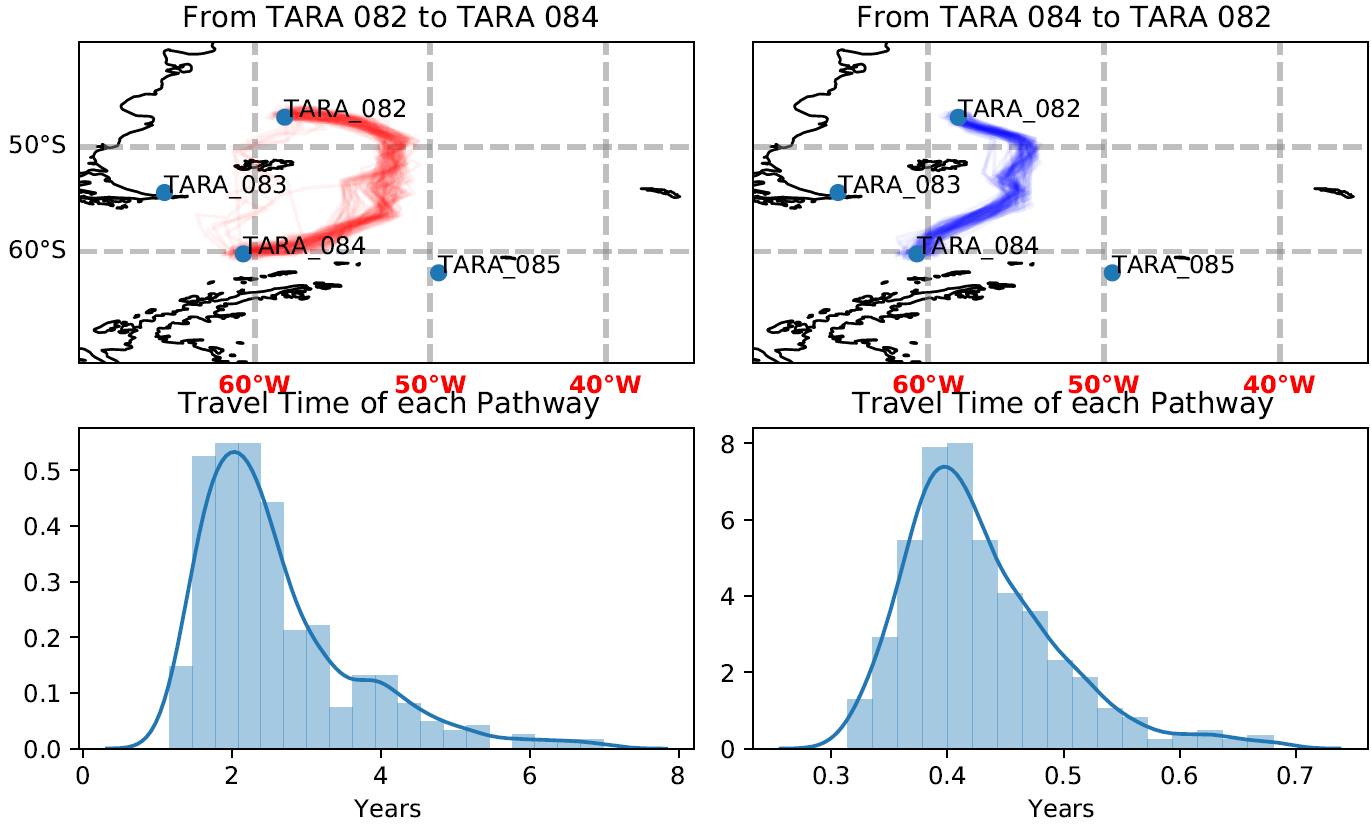 From TARA 082 to TARA 084
From TARA 084 to TARA 082
50°S
60°S
TARA_082
TARA_083
TARA_084
TARA_085
60°W
50°W
40°W
TARA_082
TARA_083
TARA_084
TARA_085
60°W
50°W
40°W
Travel Time of each Pathway
Travel Time of each Pathway
0.5
0.4
0.3
0.2
0.1
0.0
0
2
4
6
8
Years
8
6
4
2
0
0.3
0.4
0.5
0.6
0.7
Years